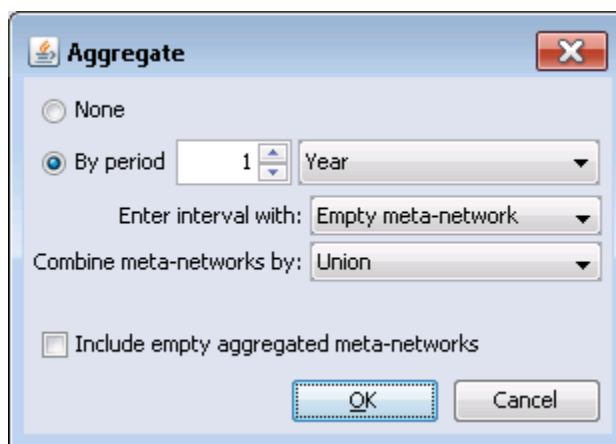 Aggregate
None
By period 1 Year
Enter interval with: Empty meta-network
Combine meta-networks by: Union
Include empty aggregated meta-networks
OK Cancel